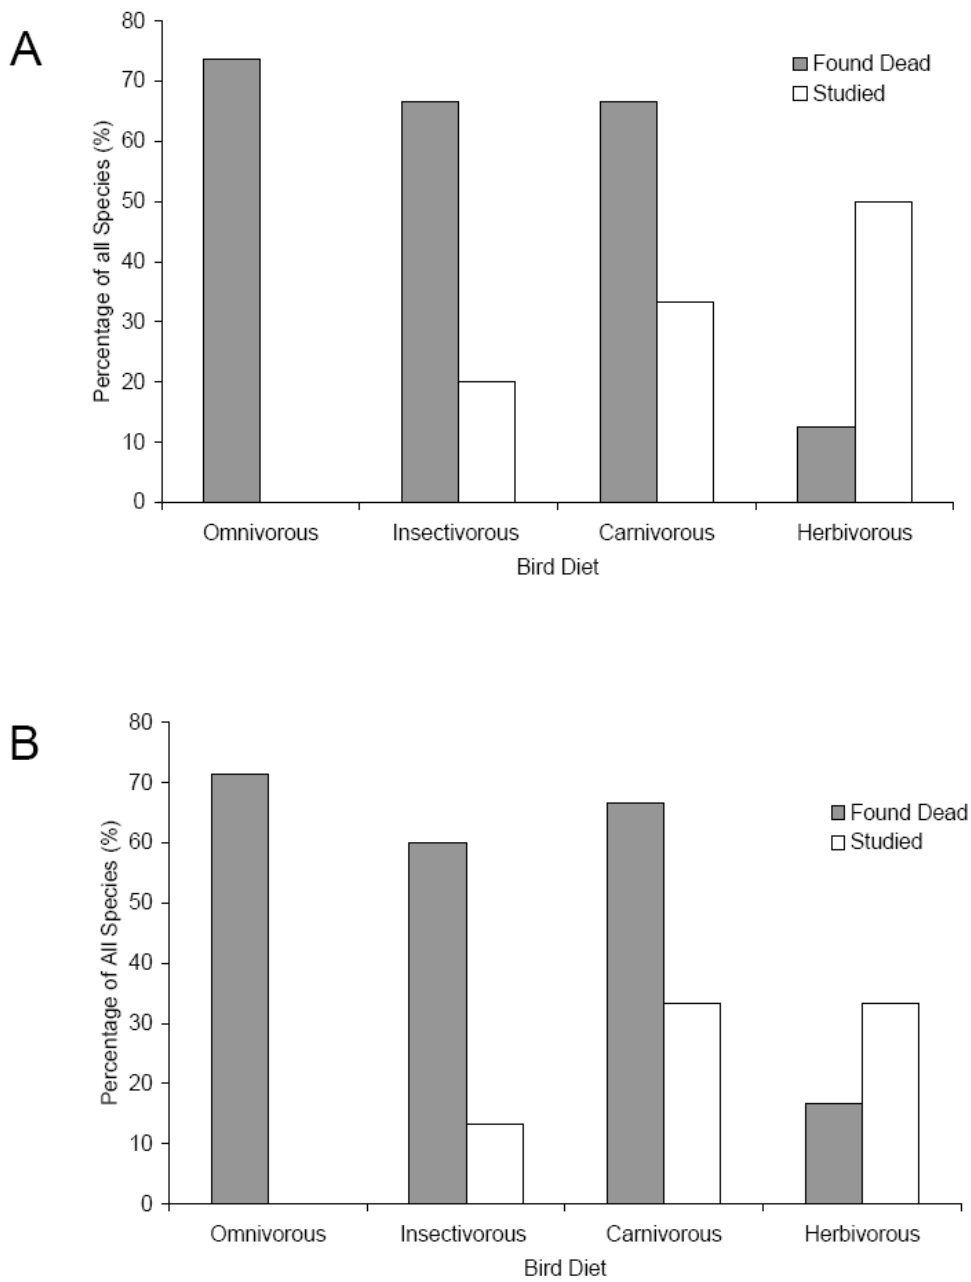 A
80
70
60
50
40
30
20
10
0
Percentage of all Species (%)
Found Dead
Studied
Omnivorous Insectivorous Carnivorous Herbivorous
Bird Diet
B
80
70
60
50
40
30
20
10
0
Percentage of All Species (%)
Found Dead
Studied
Omnivorous Insectivorous Carnivorous Herbivorous
Bird Diet